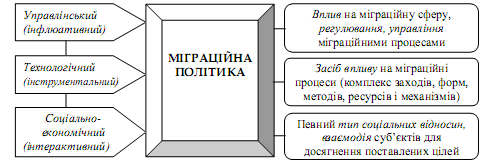 Управлінський
(інфлюативний)
Технологічний
(інструментальний)
Соціально-
економічний
(інтерактивний)
МІГРАЦІЙНА
ПОЛІТИКА
Вплив на міграційну сферу,
регулювання, управління
міграційними процесами
Засіб впливу на міграційні
процеси (комплекс заходів, форм,
методів, ресурсів і механізмів)
Певний тип соціальних відносин,
взаємодія суб’єктів для
досягнення поставлених цілей